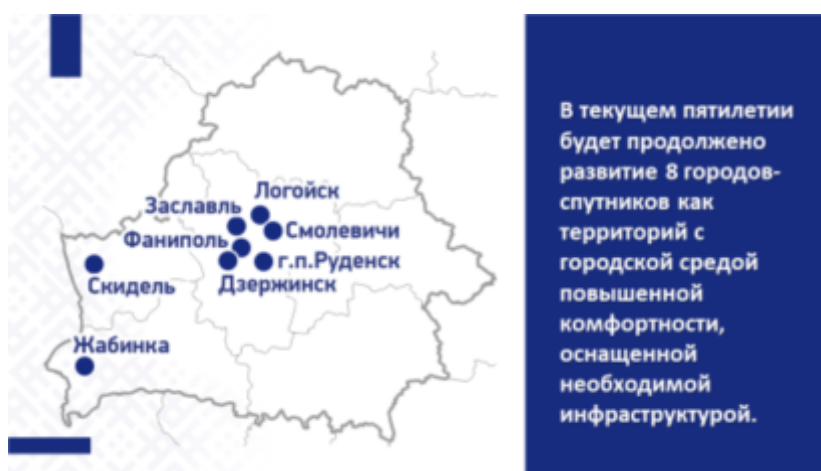 Логойск
Заславль
Смолевичи
Фаниполь
г.п.Руденск
Скидель
Дзержинск
Жабинка
В текущем пятилетии
будет продолжено
развитие 8 городов-
спутников как
территорий с
городской средой
повышенной
комфортности,
оснащенной
необходимой
инфраструктурой.